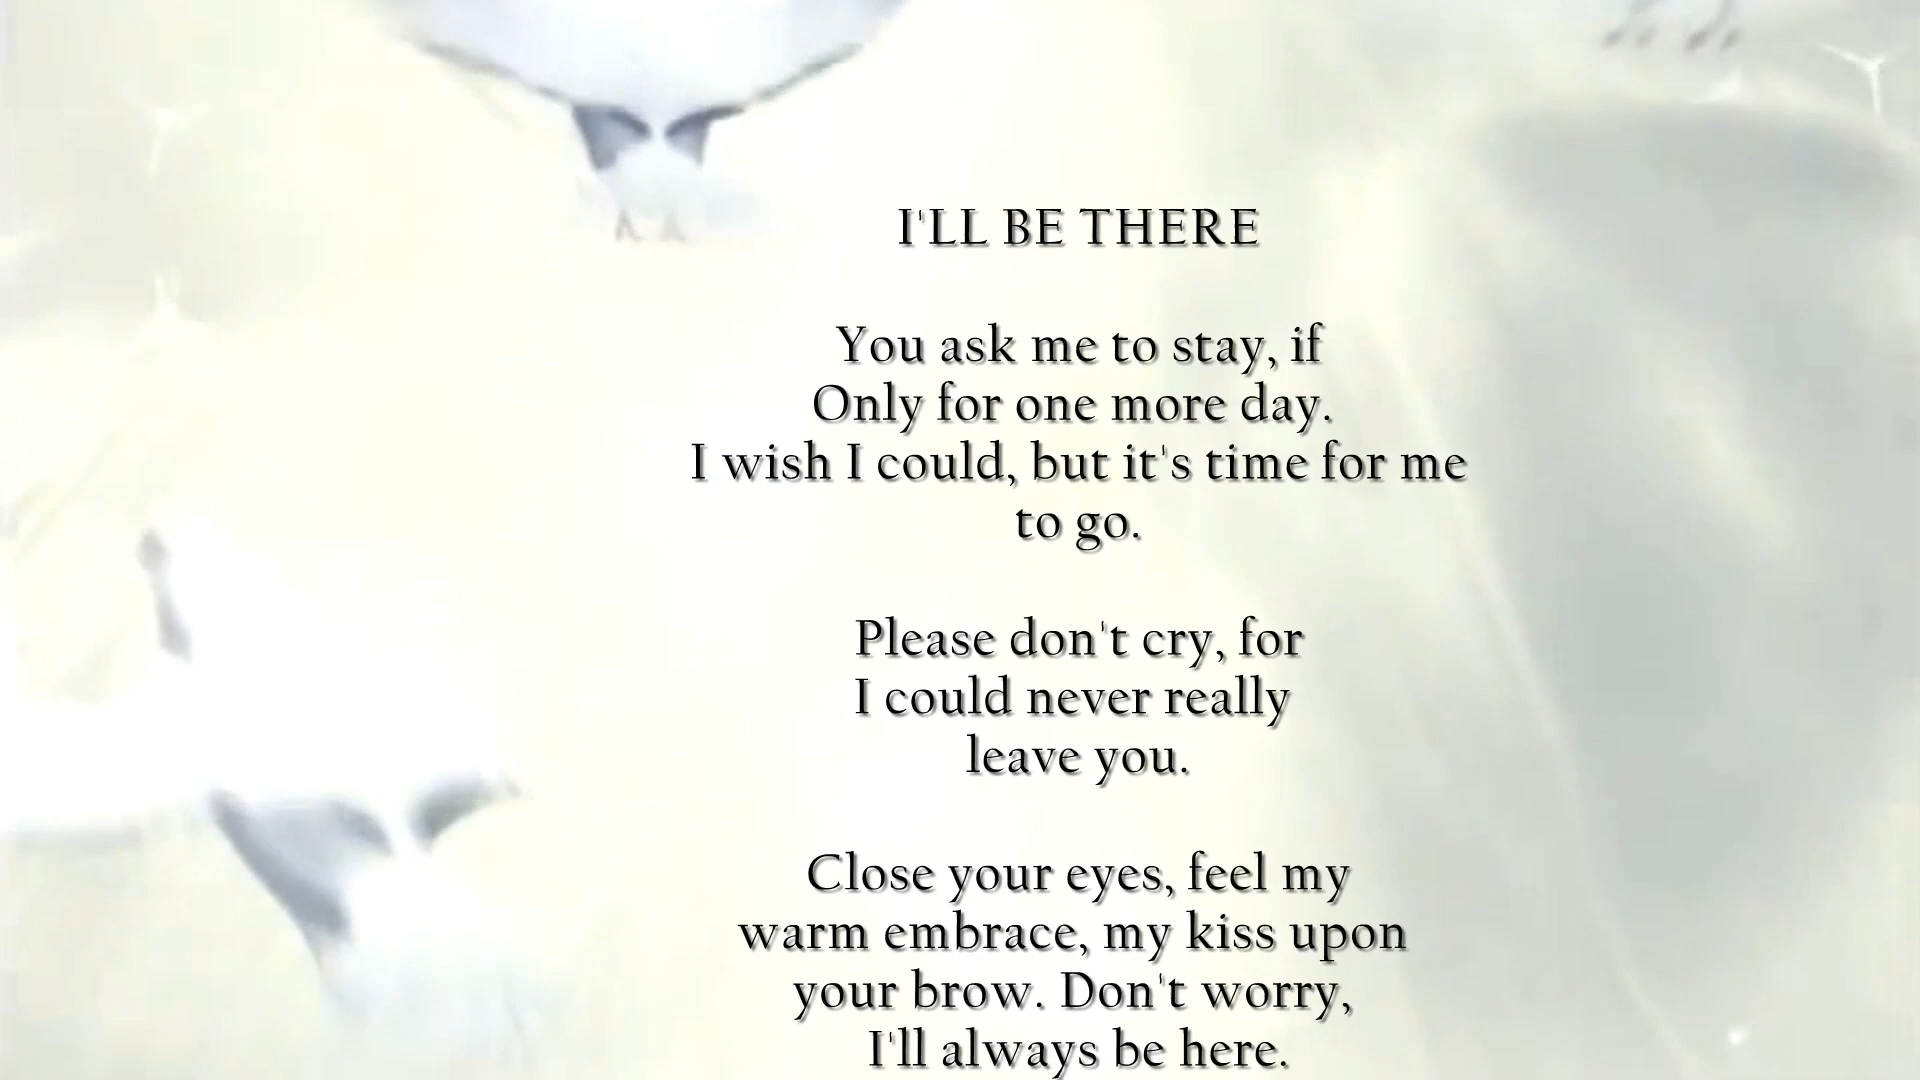 I'LL BE THERE
You ask me to stay, if
Only for one more day.
I wish I could, but it's time for me
to go.
Please don't cry, for
I could never really
leave you.
Close your eyes, feel my
warm embrace, my kiss upon
your brow. Don't worry,
I'll always be here.